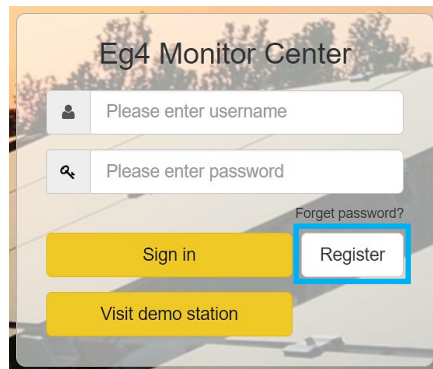 Eg4 Monitor Center
Please enter username
Please enter password
Forget password?
Sign in
Register
Visit demo station